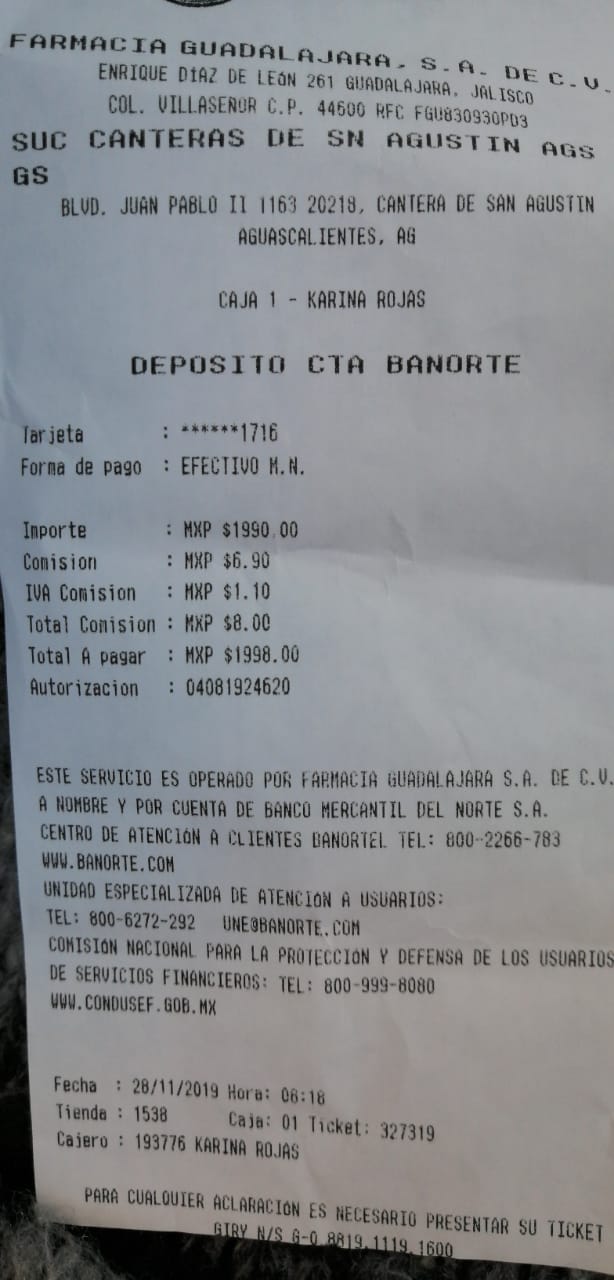 FARMACIA GUADALAJARA, S.A. DE C.V.
ENRIQUE DíAZ DE LEóN 261 GUADALAJARA, JALISCO
COL. VILLASEÑOR C.P. 44600 RFC FGU830930PD3
SUC CANTERAS DE SN AGUSTIN AGS
GS
BLVD. JUAN PABLO II 1163 20218, CANTERA DE SAN AGUSTIN
AGUASCALIENTES, AG
CAJA 1 - KARINA ROJAS
DEPOSITO CTA BANORTE
Tarjeta : ******1716
Forma de pago : EFECTIVO M.N.
Importe : MXP $1990.00
Comision : MXP $6.90
IVA Comision : MXP $1.10
Total Comision : MXP $8.00
Total A pagar : MXP $1998.00
Autorizacion : 04081924620
ESTE SERVICIO ES OPERADO POR FARMACIA GUADALAJARA S.A. DE C.V.
A NOMBRE Y POR CUENTA DE BANCO MERCANTIL DEL NORTE S.A.
CENTRO DE ATENCIóN A CLIENTES BANORTEL TEL: 800-2266-783
WWW.BANORTE.COM
UNIDAD ESPECIALIZADA DE ATENCIóN A USUARIOS:
TEL: 800-6272-292 UNE@BANORTE.COM
COMISIóN NACIONAL PARA LA PROTECCIóN Y DEFENSA DE LOS USUARIOS
DE SERVICIOS FINANCIEROS: TEL: 800-999-8080
WWW.CONDUSEF.GOB.MX
Fecha : 28/11/2019 Hora: 06:18
Tienda : 1538 Caja: 01 Ticket: 327319
Cajero : 193776 KARINA ROJAS
PARA CUALQUIER ACLARACIóN ES NECESARIO PRESENTAR SU TICKET
GTRY N/S G-0 8819.1119.1600